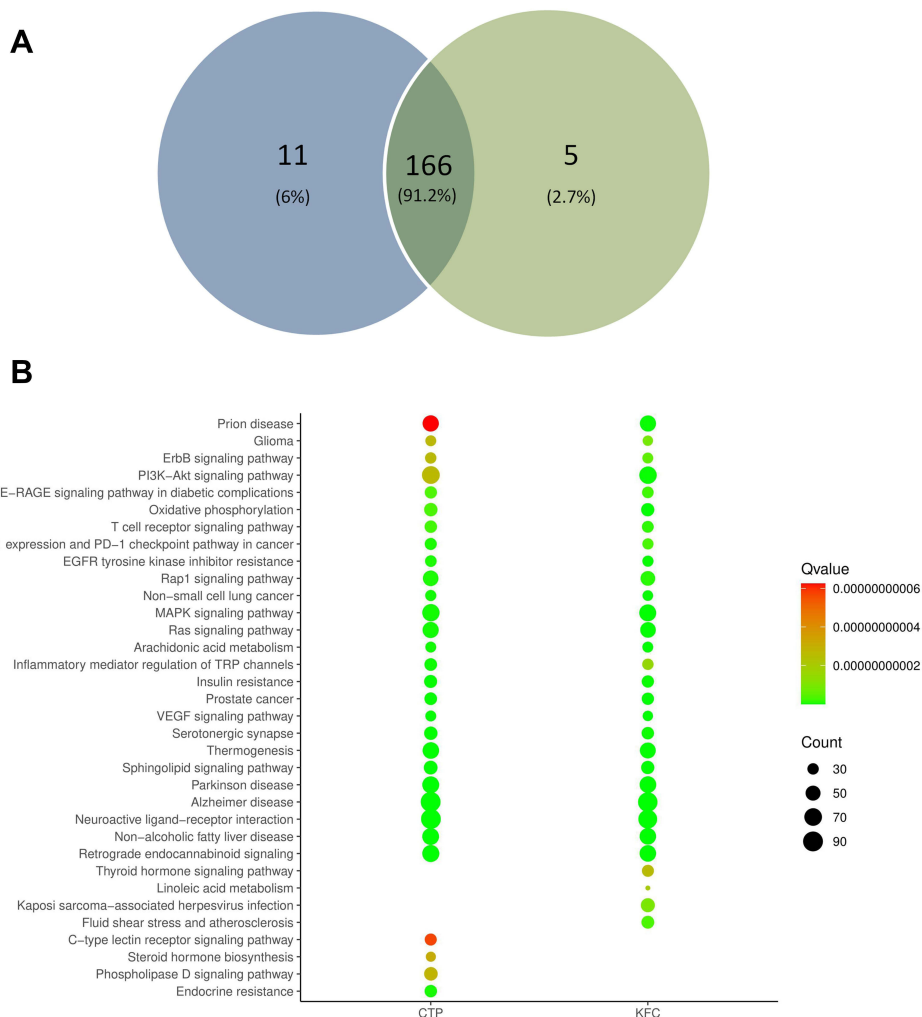 A
11
(6%)
166
(91.2%)
5
(2.7%)
B
Prion disease
Glioma
ErbB signaling pathway
PI3K−Akt signaling pathway
E−RAGE signaling pathway in diabetic complications
Oxidative phosphorylation
T cell receptor signaling pathway
expression and PD−1 checkpoint pathway in cancer
EGFR tyrosine kinase inhibitor resistance
Rap1 signaling pathway
Non−small cell lung cancer
MAPK signaling pathway
Ras signaling pathway
Arachidonic acid metabolism
Inflammatory mediator regulation of TRP channels
Insulin resistance
Prostate cancer
VEGF signaling pathway
Serotonergic synapse
Thermogenesis
Sphingolipid signaling pathway
Parkinson disease
Alzheimer disease
Neuroactive ligand−receptor interaction
Non−alcoholic fatty liver disease
Retrograde endocannabinoid signaling
Thyroid hormone signaling pathway
Linoleic acid metabolism
Kaposi sarcoma−associated herpesvirus infection
Fluid shear stress and atherosclerosis
C−type lectin receptor signaling pathway
Steroid hormone biosynthesis
Phospholipase D signaling pathway
Endocrine resistance
CTP
KFC
Qvalue
0.00000000006
0.00000000004
0.00000000002
Count
30
50
70
90